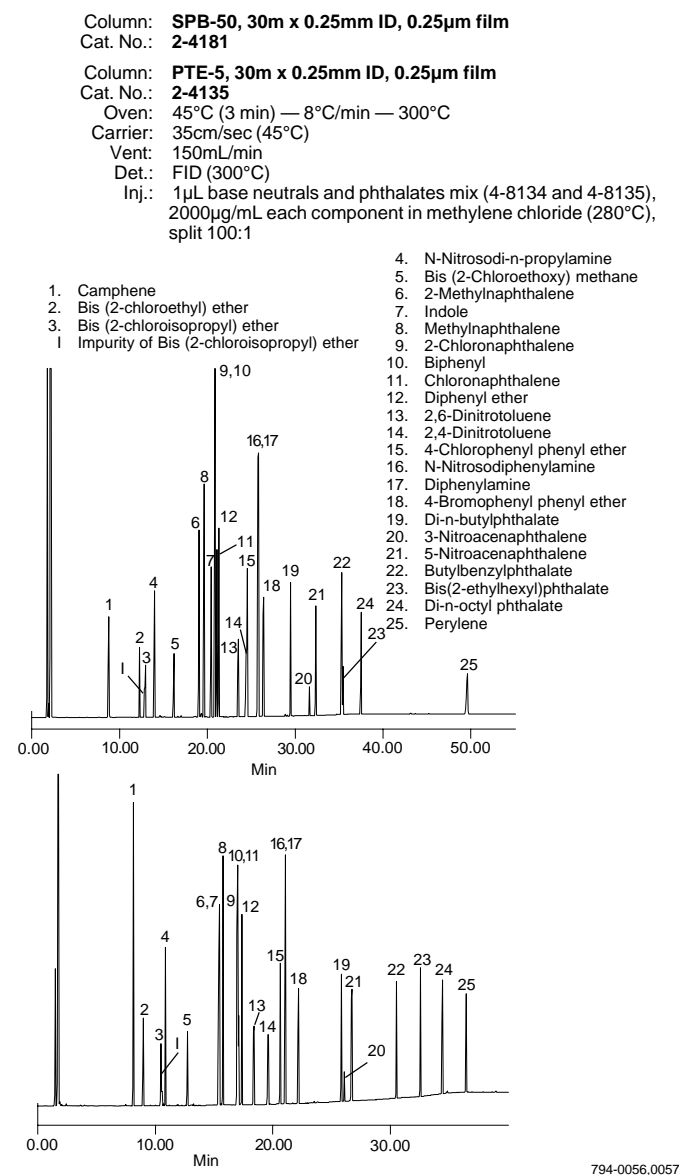 Column: SPB-50, 30m x 0.25mm ID, 0.25µm film
Cat. No.: 2-4181
Column: PTE-5, 30m x 0.25mm ID, 0.25µm film
Cat. No.: 2-4135
Oven: 45°C (3 min) — 8°C/min — 300°C
Carrier: 35cm/sec (45°C)
Vent: 150mL/min
Det.: FID (300°C)
Inj.: 1µL base neutrals and phthalates mix (4-8134 and 4-8135),
2000µg/mL each component in methylene chloride (280°C),
split 100:1
1. Camphene
2. Bis (2-chloroethyl) ether
3. Bis (2-chloroisopropyl) ether
I Impurity of Bis (2-chloroisopropyl) ether
4. N-Nitrosodi-n-propylamine
5. Bis (2-Chloroethoxy) methane
6. 2-Methylnaphthalene
7. Indole
8. Methylnaphthalene
9. 2-Chloronaphthalene
10. Biphenyl
11. Chloronaphthalene
12. Diphenyl ether
13. 2,6-Dinitrotoluene
14. 2,4-Dinitrotoluene
15. 4-Chlorophenyl phenyl ether
16. N-Nitrosodiphenylamine
17. Diphenylamine
18. 4-Bromophenyl phenyl ether
19. Di-n-butylphthalate
20. 3-Nitroacenaphthalene
21. 5-Nitroacenaphthalene
22. Butylbenzylphthalate
23. Bis(2-ethylhexyl)phthalate
24. Di-n-octyl phthalate
25. Perylene
9,10
16,17
8
6
12
11
7
15
22
4
19
18
21
24
1
14
23
2
3
5
13
I
20
25
0.00 10.00 20.00 30.00 40.00 50.00
Min
1
8
10,11
16,17
6,7
9
12
4
15
19
22
23
24
18
21
25
2
13
5
14
3
I
20
0.00 10.00 20.00 30.00
Min
794-0056,0057